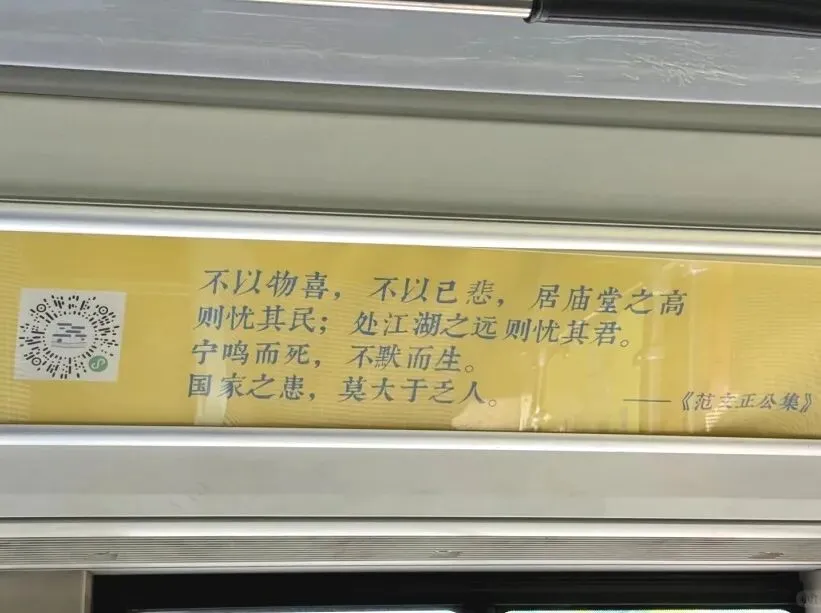 不以物喜，不以己悲，居庙堂之高
则忧其民；处江湖之远则忧其君。
宁鸣而死，不默而生。
国家之患，莫大于乏人。
——《范文正公集》